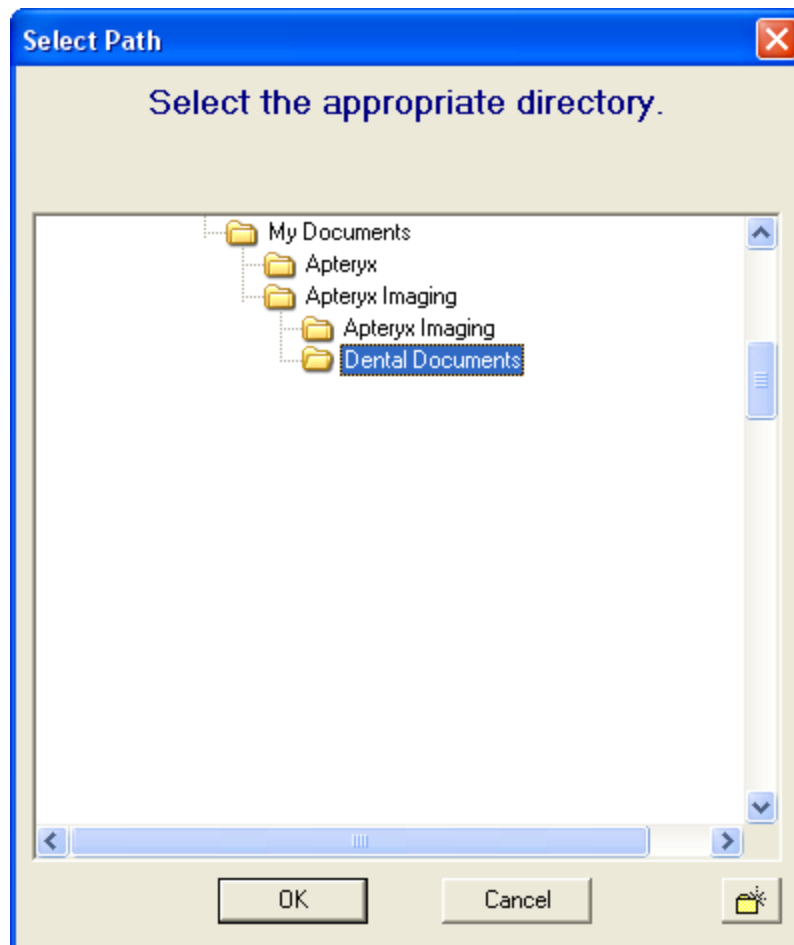 Select Path
Select the appropriate directory.
My Documents
Apteryx
Apteryx Imaging
Apteryx Imaging
Dental Documents
OK
Cancel